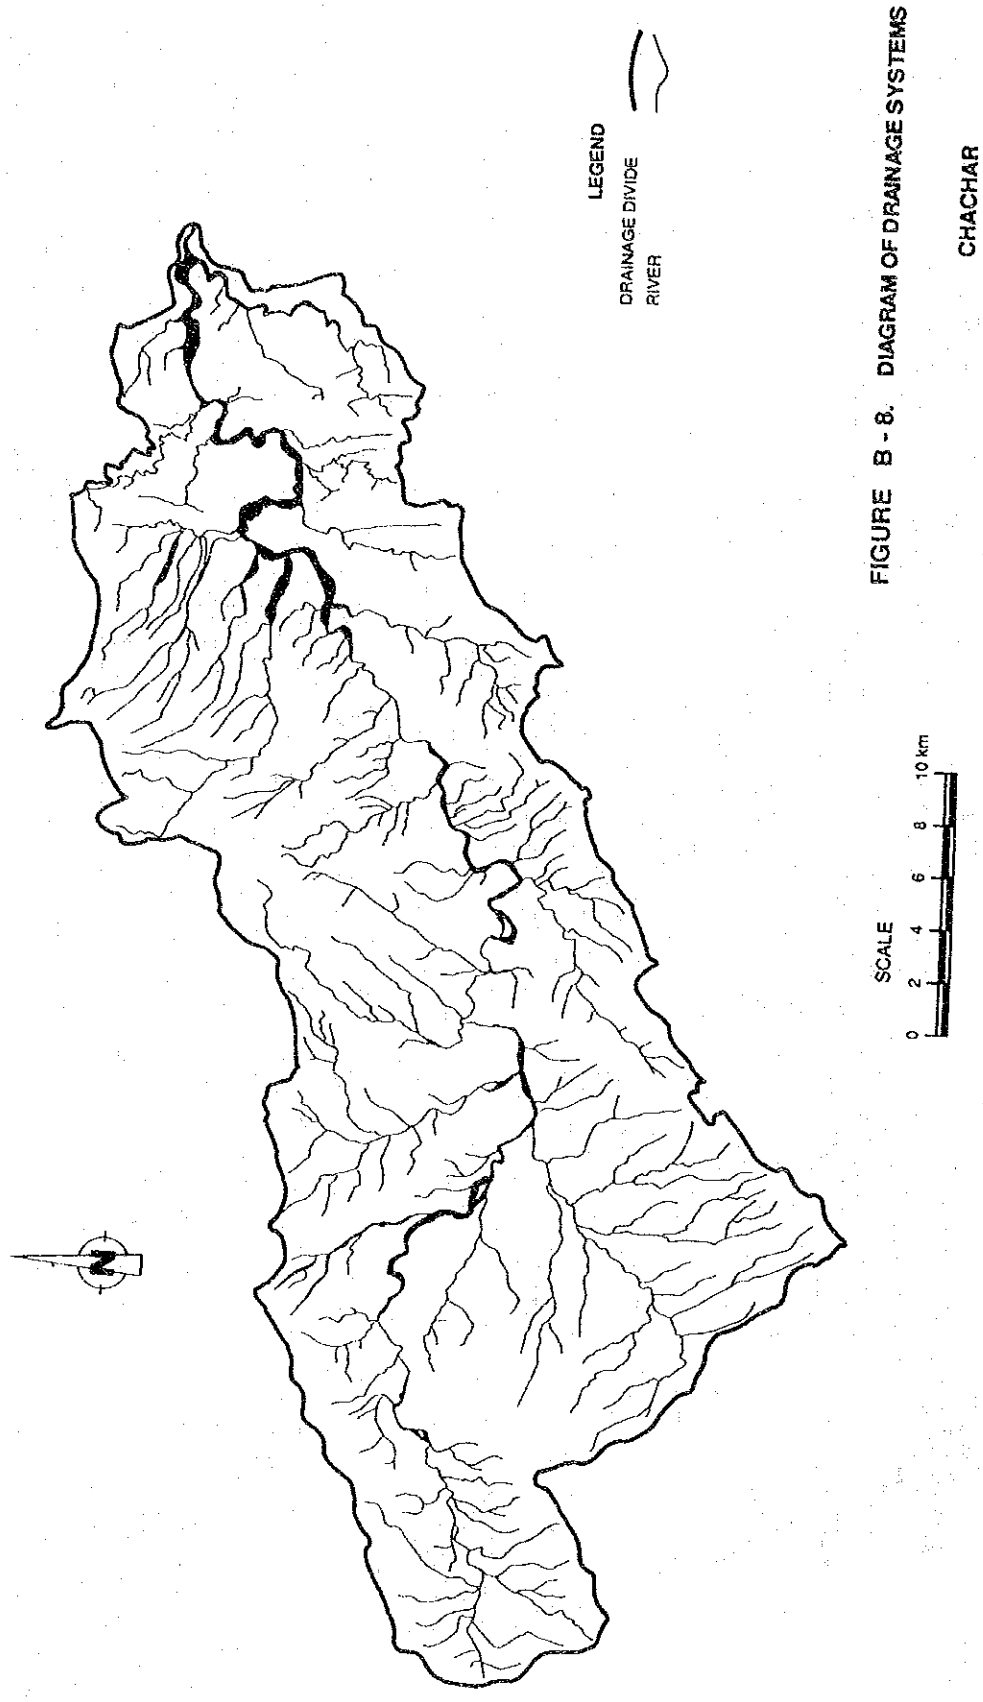 N
LEGEND
DRAINAGE DIVIDE
RIVER
SCALE
0 2 4 6 8 10 km
FIGURE B - 8. DIAGRAM OF DRAINAGE SYSTEMS
CHACHAR